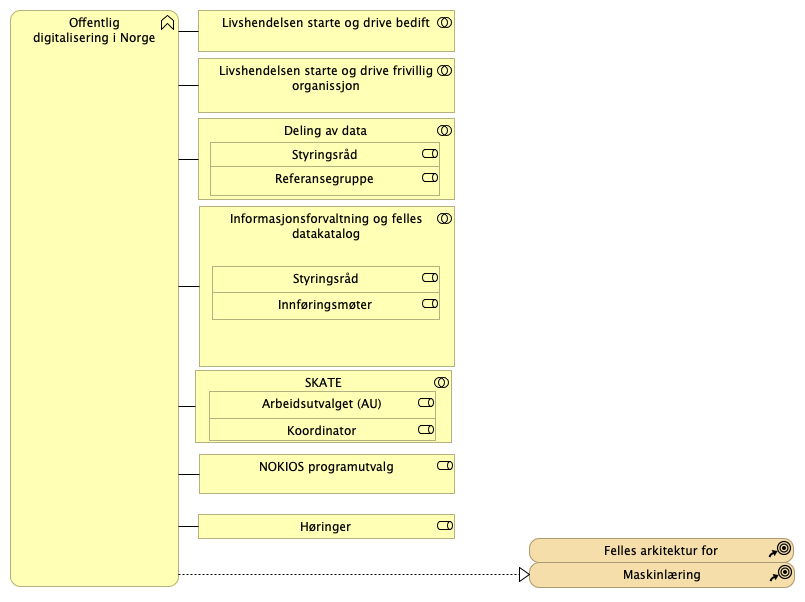 Offentlig
digitalisering i Norge
Livshendelsen starte og drive bedift
Livshendelsen starte og drive frivillig
organissjon
Deling av data
Styringsråd
Referansegruppe
Informasjonsforvaltning og felles
datakatalog
Styringsråd
Innføringsmøter
SKATE
Arbeidsutvalget (AU)
Koordinator
NOKIOS programutvalg
Høringer
Felles arkitektur for
Maskinlæring